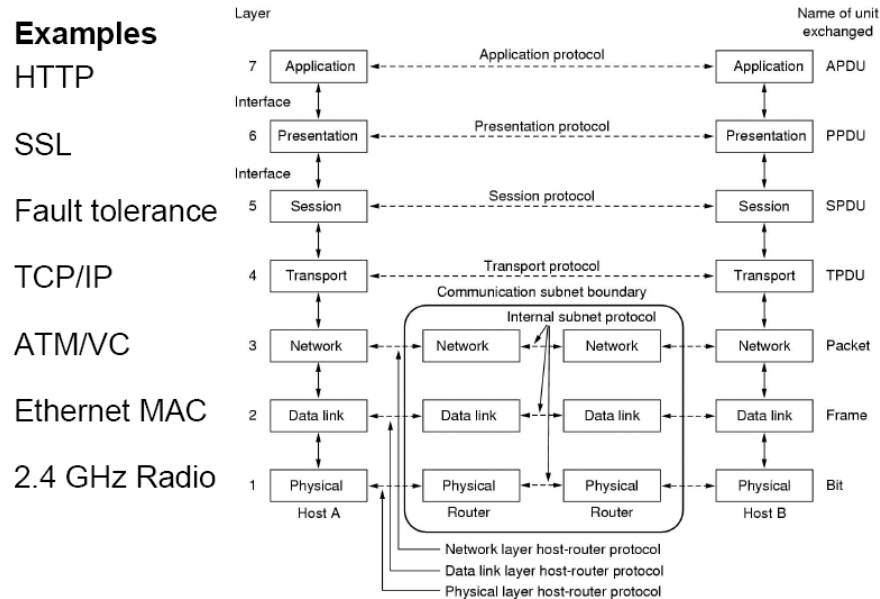 Examples
HTTP
SSL
Fault tolerance
TCP/IP
ATM/VC
Ethernet MAC
2.4 GHz Radio
Layer
Name of unit
exchanged
7 Application Application protocol Application APDU
Interface
6 Presentation Presentation protocol Presentation PPDU
Interface
5 Session Session protocol Session SPDU
4 Transport Transport protocol Transport TPDU
Communication subnet boundary
Internal subnet protocol
3 Network Network Network Network Packet
2 Data link Data link Data link Data link Frame
1 Physical Physical Physical Physical Bit
Host A Router Router Host B
Network layer host-router protocol
Data link layer host-router protocol
Physical layer host-router protocol